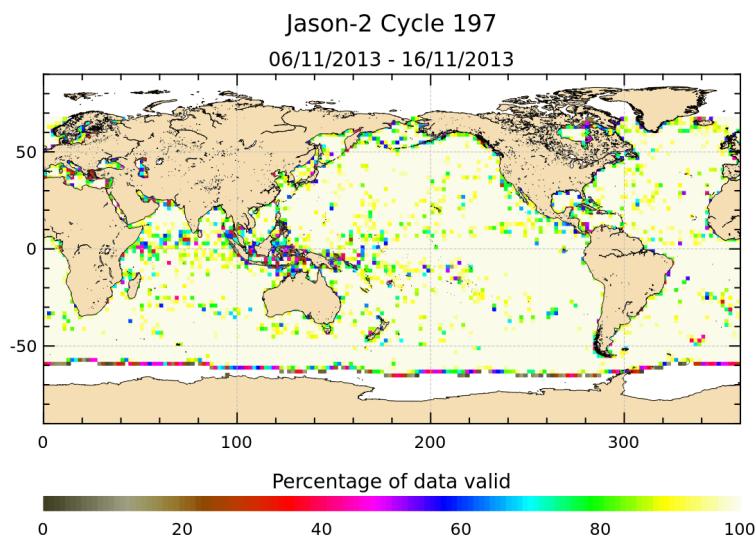 Jason-2 Cycle 197
06/11/2013 - 16/11/2013
50
0
-50
0 100 200 300
Percentage of data valid
0 20 40 60 80 100